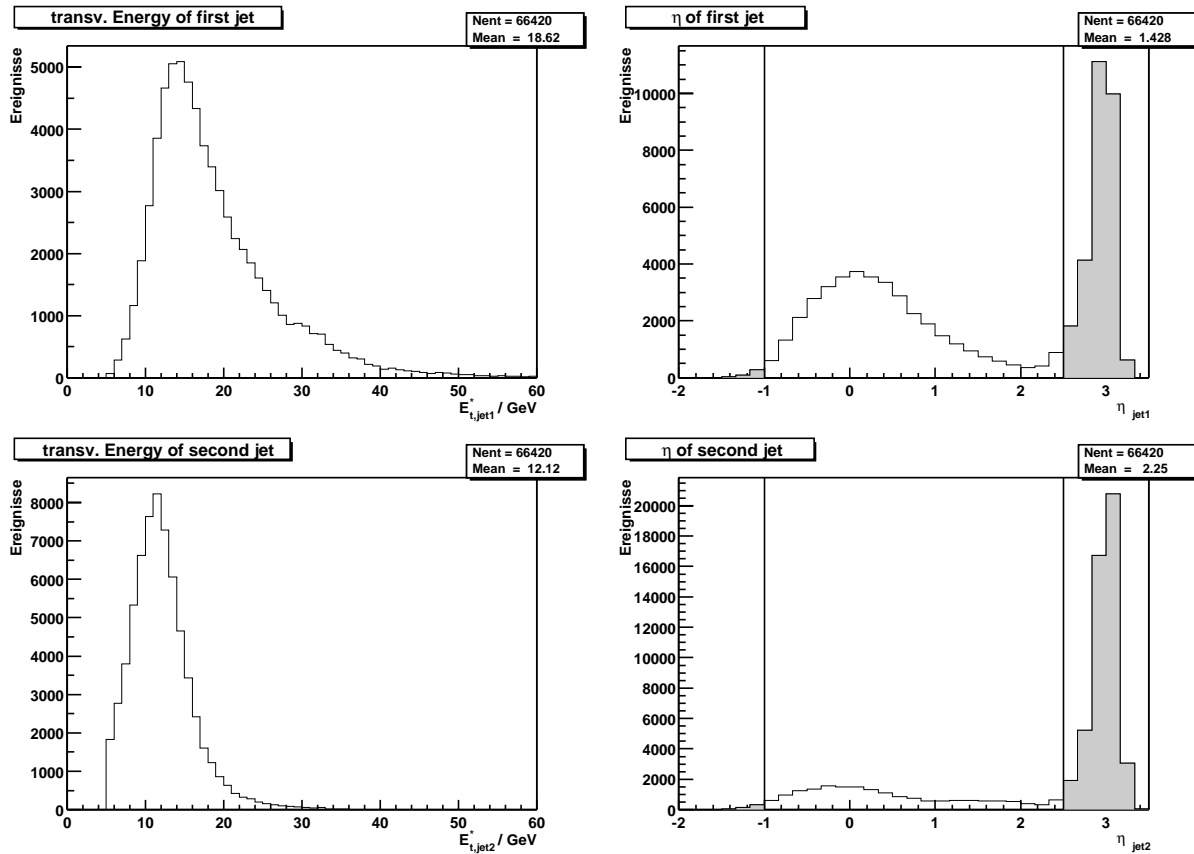 transv. Energy of first jet
Nent = 66420
Mean = 18.62
Ereignisse
5000
4000
3000
2000
1000
0
0 10 20 30 40 50 60
E*t,jet1 / GeV
η of first jet
Nent = 66420
Mean = 1.428
Ereignisse
10000
8000
6000
4000
2000
0
-2 -1 0 1 2 3
η jet1
transv. Energy of second jet
Nent = 66420
Mean = 12.12
Ereignisse
8000
7000
6000
5000
4000
3000
2000
1000
0
0 10 20 30 40 50 60
E*t,jet2 / GeV
η of second jet
Nent = 66420
Mean = 2.25
Ereignisse
20000
18000
16000
14000
12000
10000
8000
6000
4000
2000
0
-2 -1 0 1 2 3
η jet2